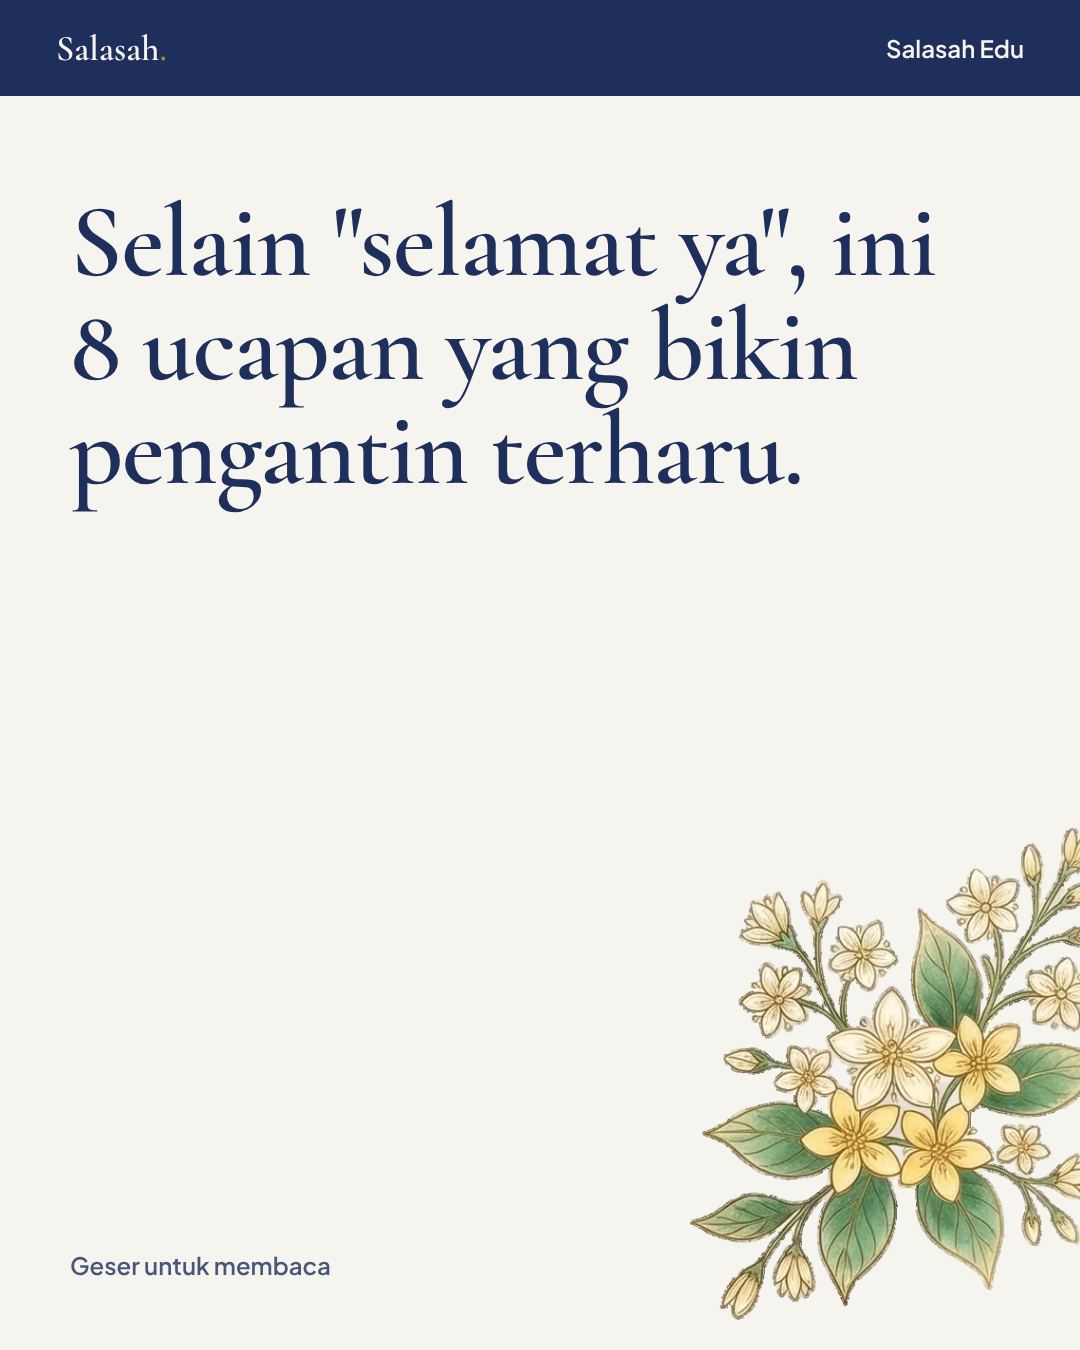 Salasah.
Salasah Edu
Selain "selamat ya", ini
8 ucapan yang bikin
pengantin terharu.
Geser untuk membaca